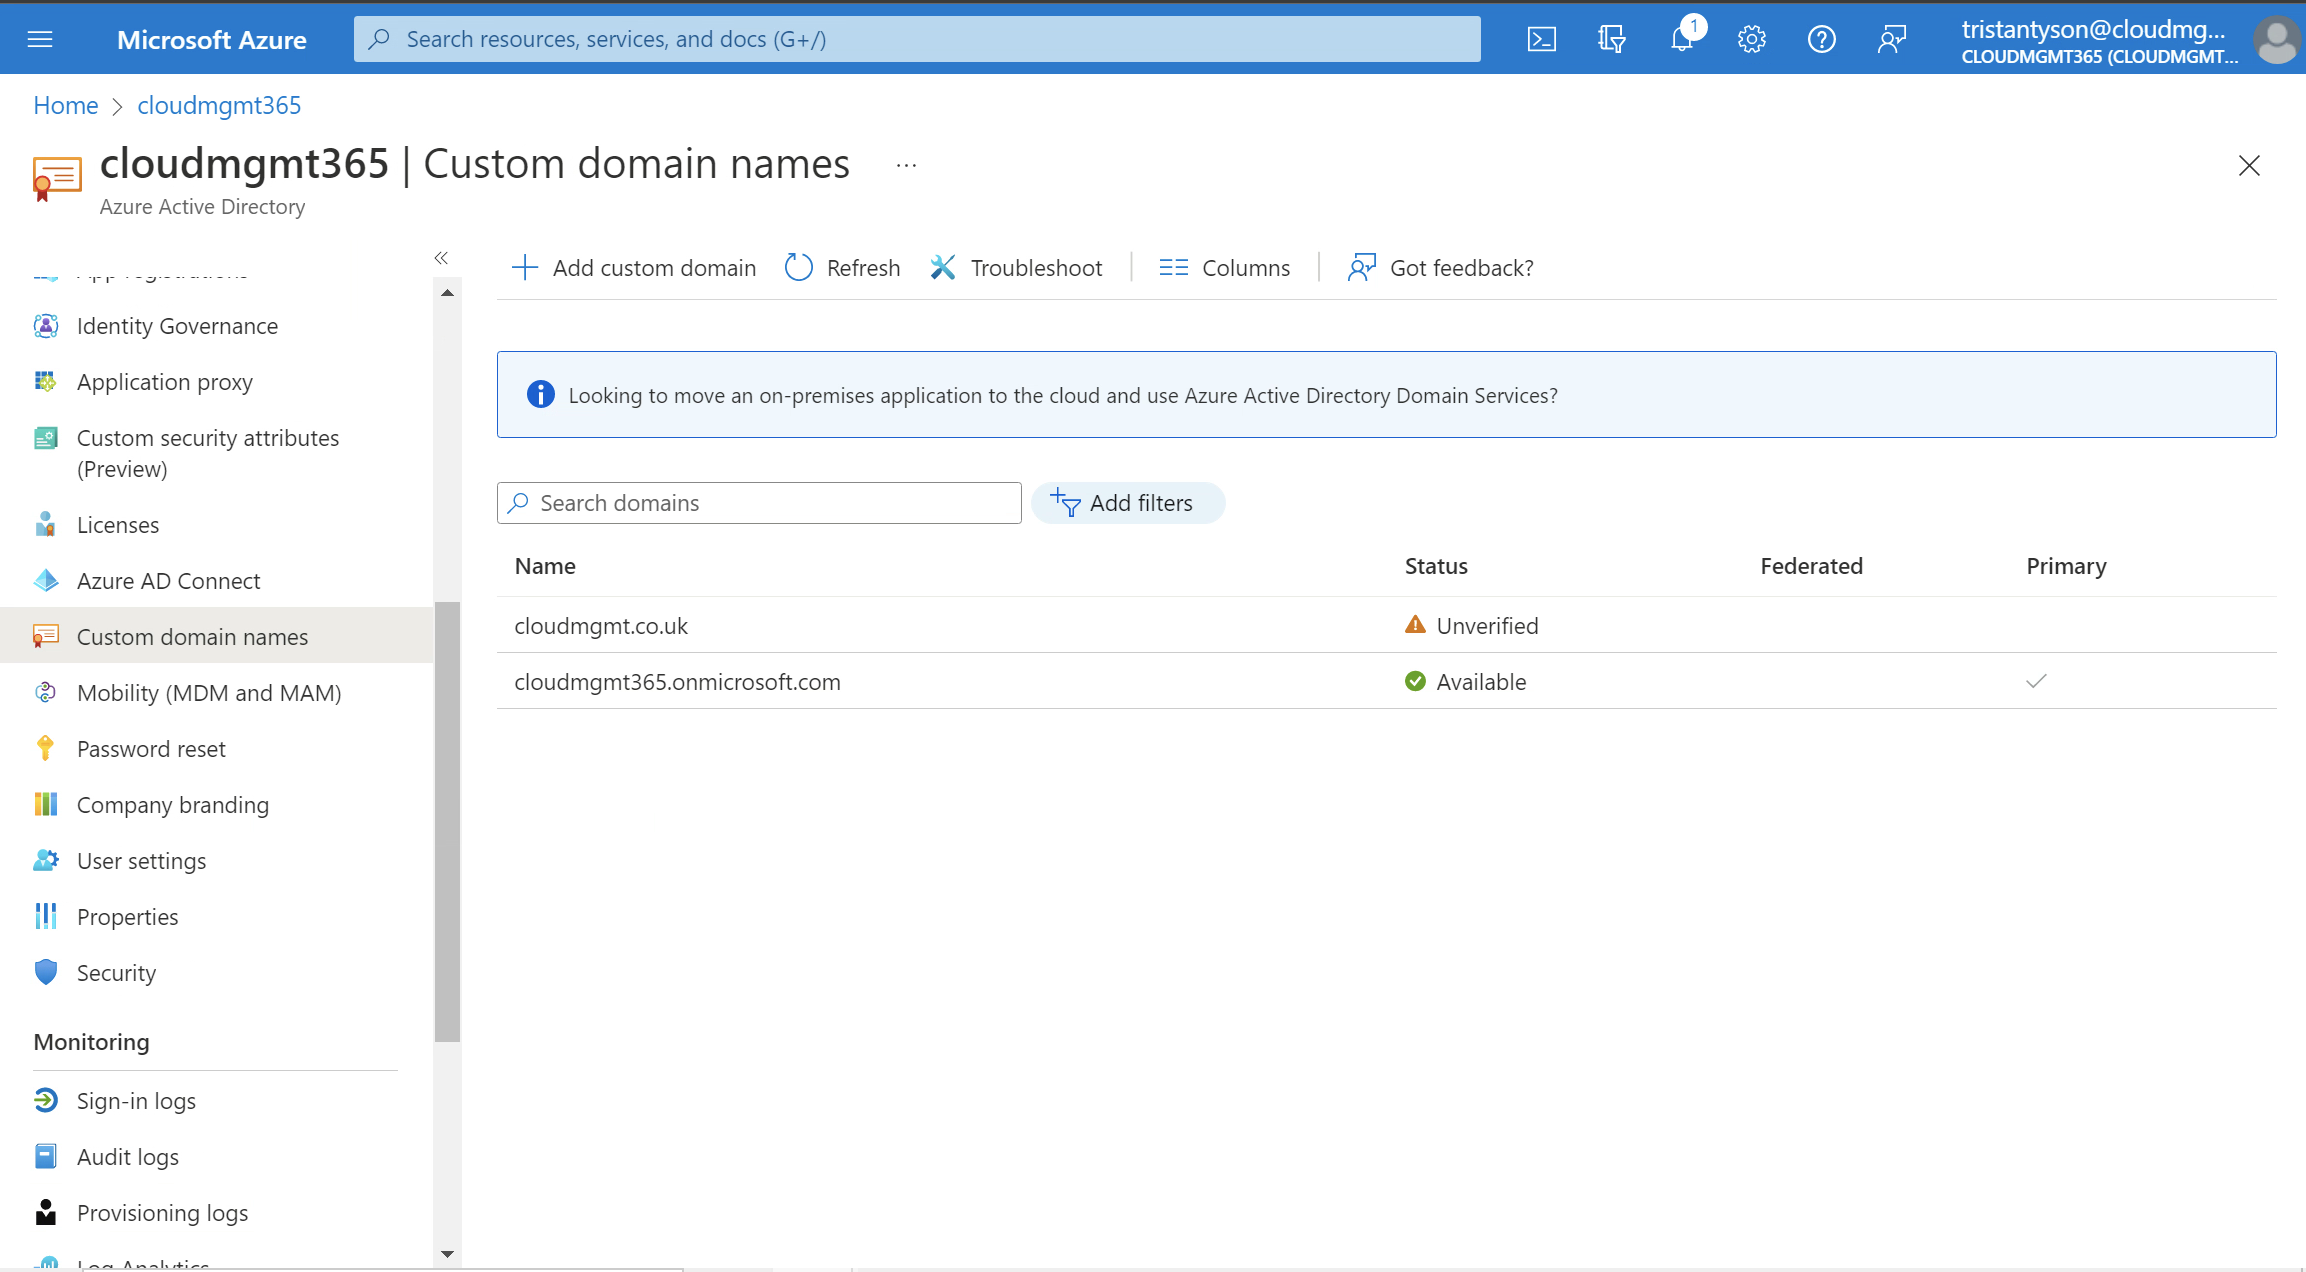 Microsoft Azure
Search resources, services, and docs (G+/)
1
tristantyson@cloudmg...
CLOUDMGMT365 (CLOUDMGMT...
Home > cloudmgmt365
cloudmgmt365 | Custom domain names ...
Azure Active Directory
«
App registrations
Identity Governance
Application proxy
Custom security attributes
(Preview)
Licenses
Azure AD Connect
Custom domain names
Mobility (MDM and MAM)
Password reset
Company branding
User settings
Properties
Security
Monitoring
Sign-in logs
Audit logs
Provisioning logs
Log Analytics
Add custom domain Refresh Troubleshoot Columns Got feedback?
Looking to move an on-premises application to the cloud and use Azure Active Directory Domain Services?
Search domains Add filters
Name Status Federated Primary
cloudmgmt.co.uk Unverified
cloudmgmt365.onmicrosoft.com Available